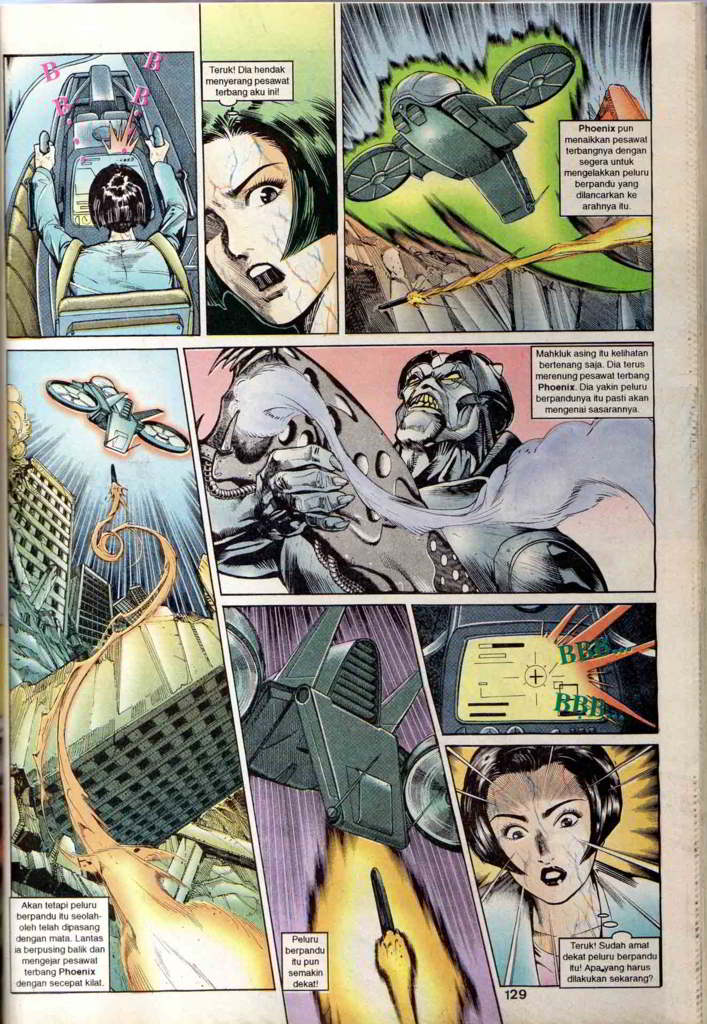 B
B
B
B
Teruk! Dia hendak
menyerang pesawat
terbang aku ini!
Phoenix pun
menaikkan pesawat
terbangnya dengan
segera untuk
mengelakkan peluru
berpandu yang
dilancarkan ke
arahnya itu.
Mahkluk asing itu kelihatan
bertenang saja. Dia terus
merenung pesawat terbang
Phoenix. Dia yakin peluru
berpandunya itu pasti akan
mengenai sasarannya.
Akan tetapi peluru
berpandu itu seolah-
oleh telah dipasang
dengan mata. Lantas
ia berpusing balik dan
mengejar pesawat
terbang Phoenix
dengan secepat kilat.
Peluru
berpandu
itu pun
semakin
dekat!
BBB...
BBB...
Teruk! Sudah amat
dekat peluru berpandu
itu! Apa yang harus
dilakukan sekarang?
129